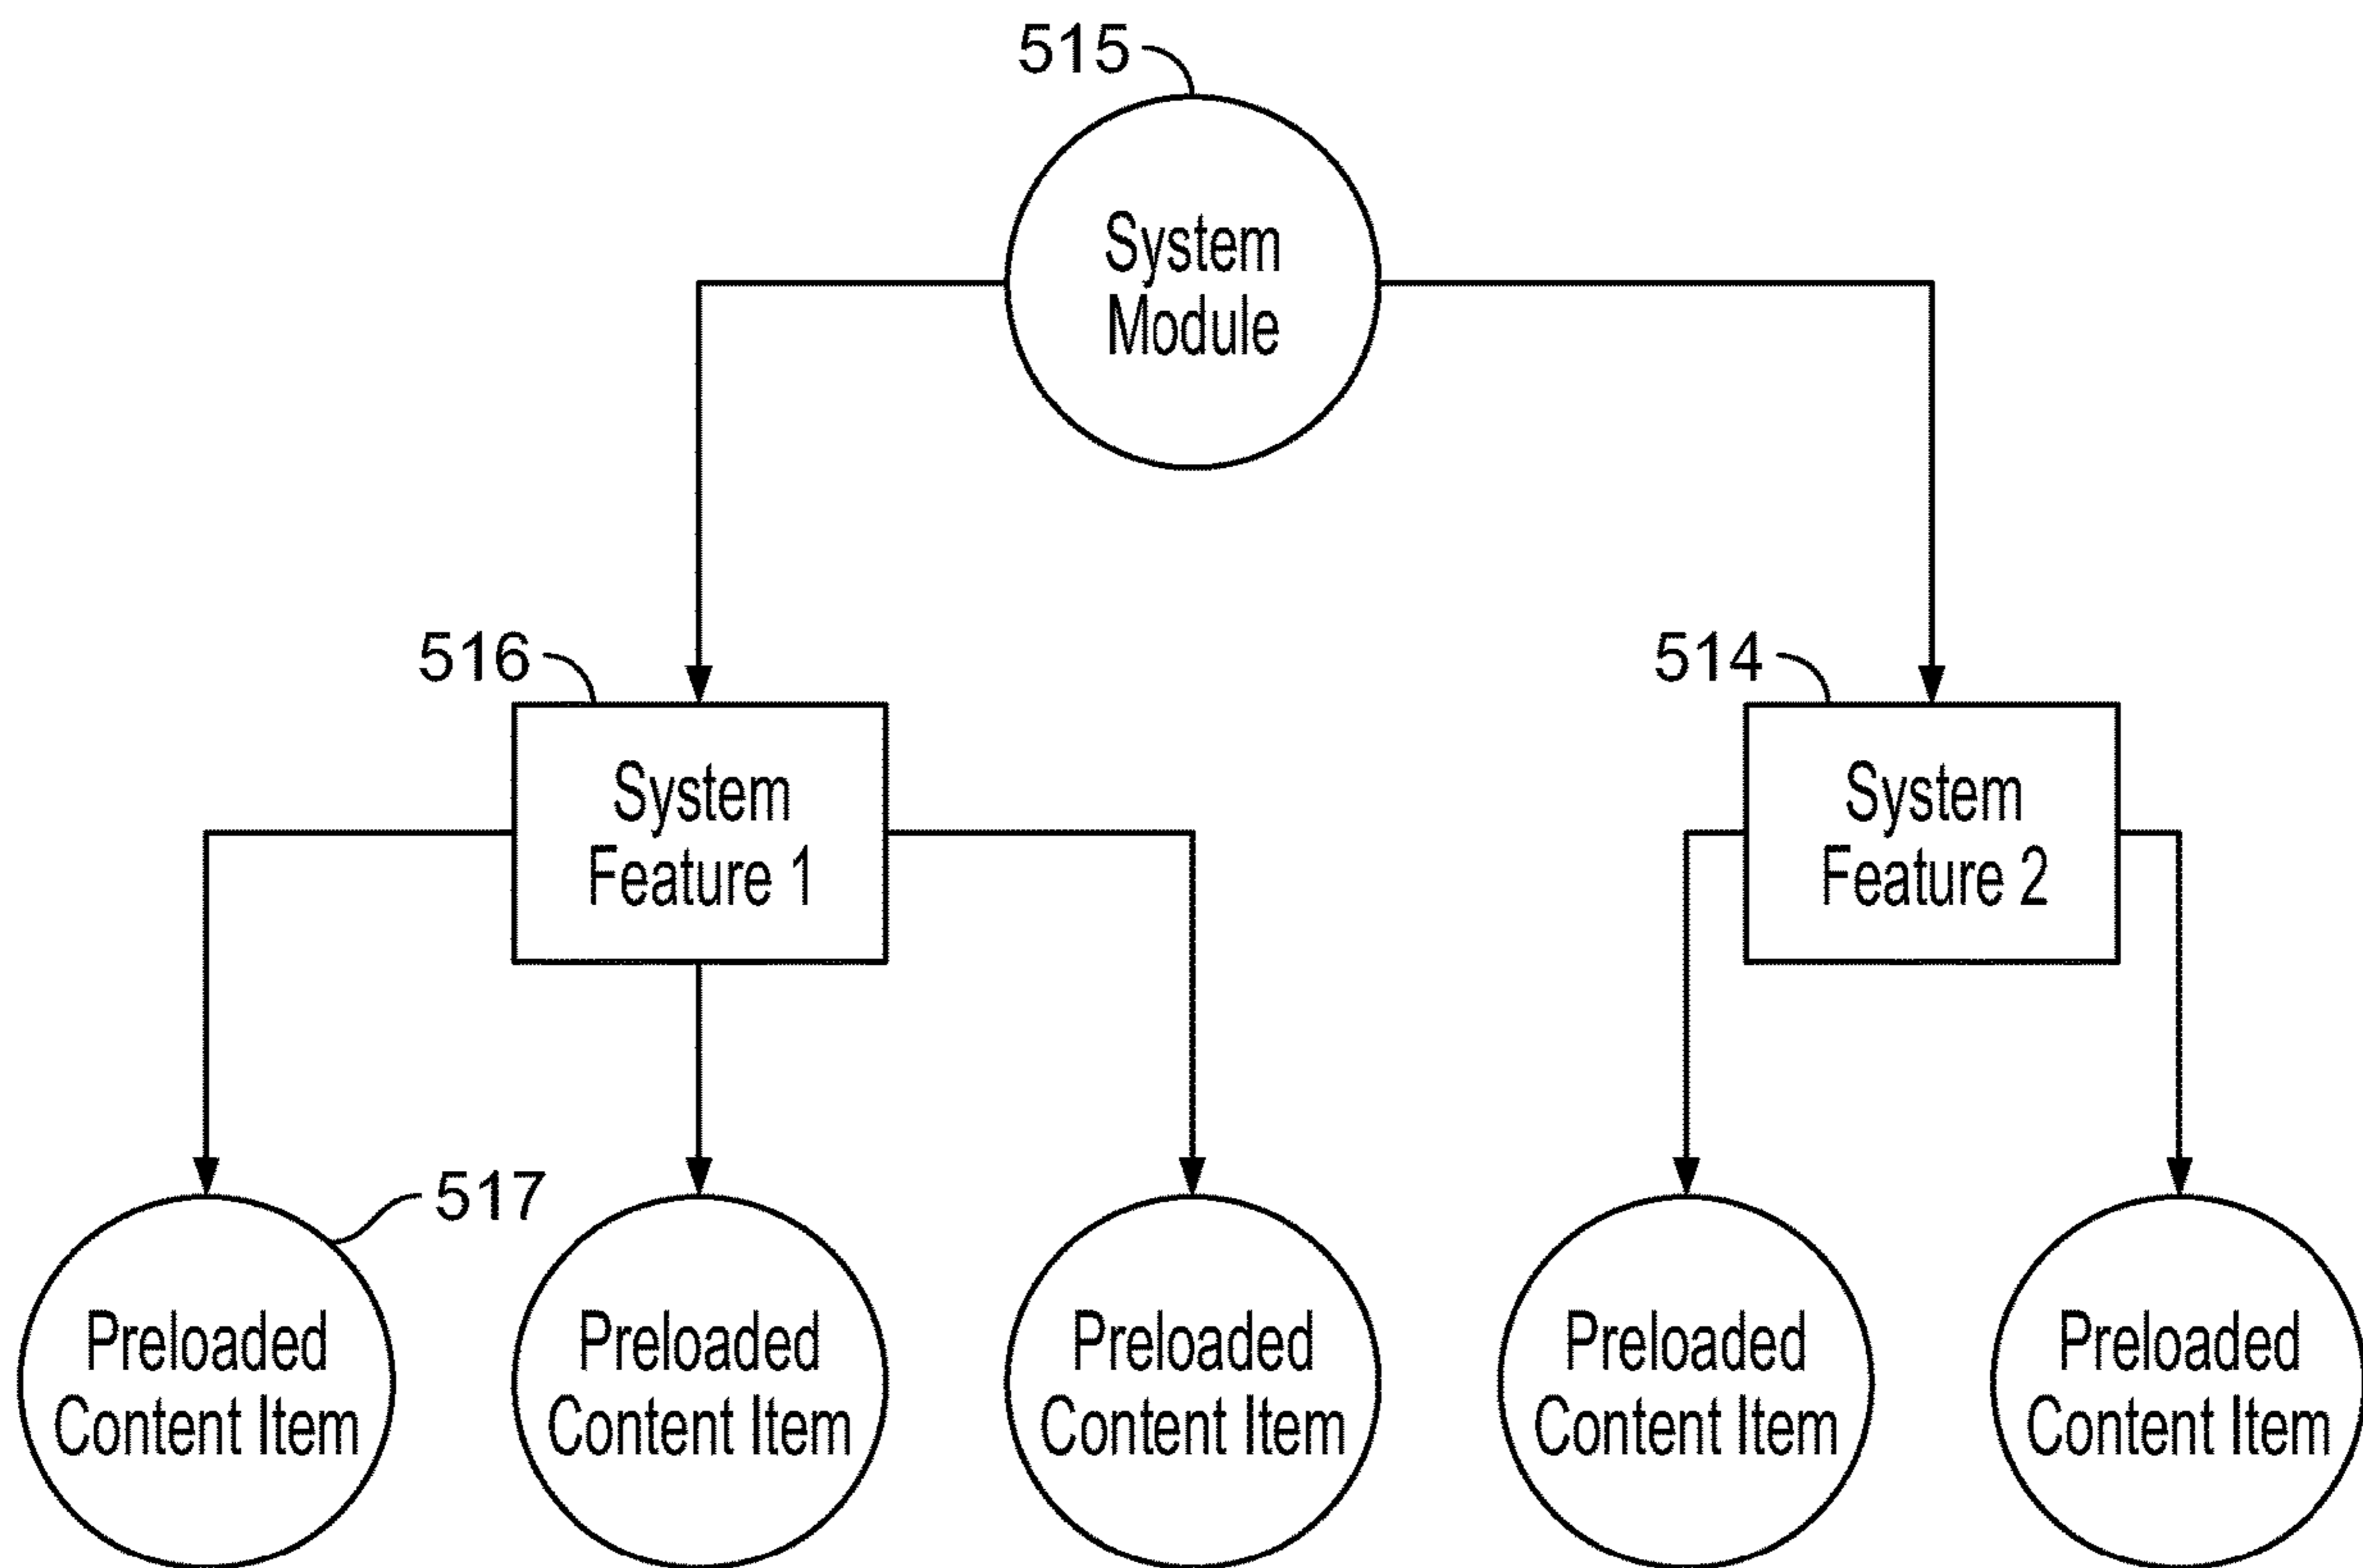 515
System
Module
516
514
System
Feature 1
System
Feature 2
517
Preloaded
Content Item
Preloaded
Content Item
Preloaded
Content Item
Preloaded
Content Item
Preloaded
Content Item